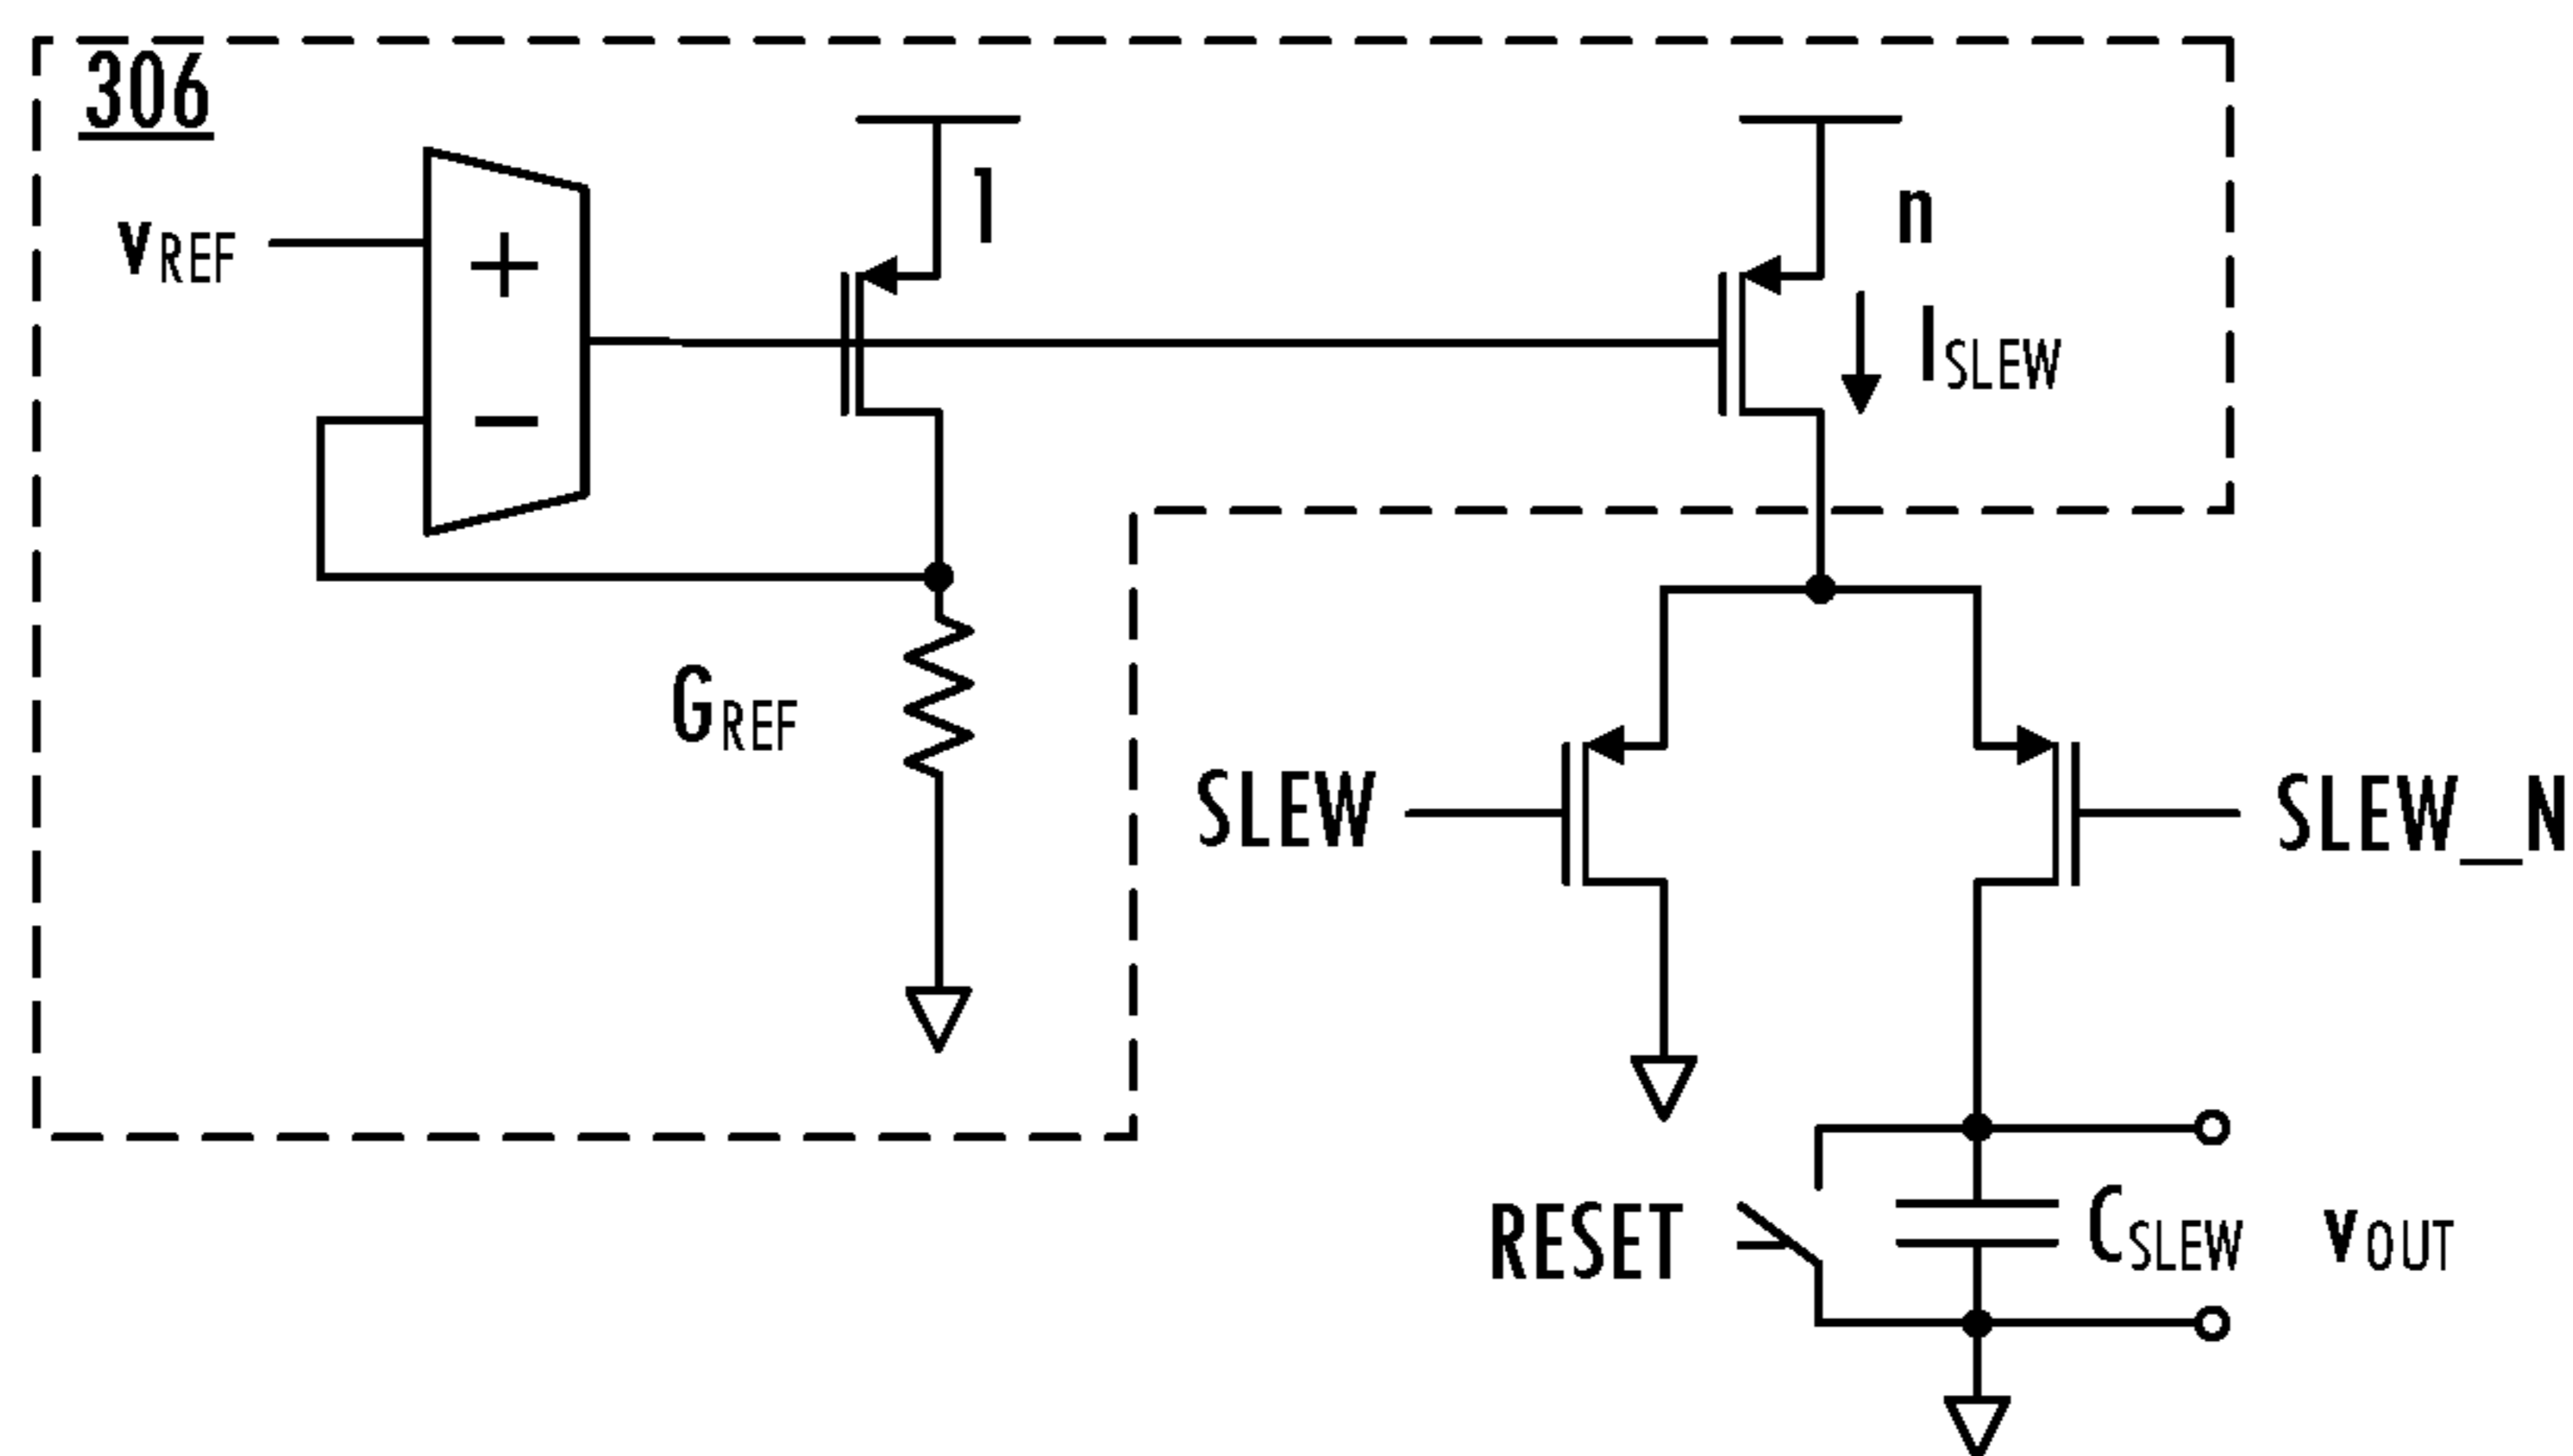 306
1
n
vREF
+
ISLEW
−
GREF
SLEW
SLEW_N
RESET
CSLEW
vOUT